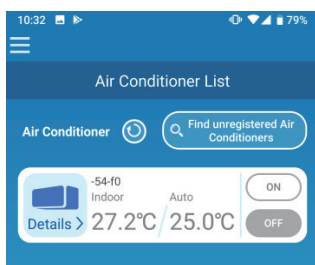 10:32 79%
Air Conditioner List
Air Conditioner Find unregistered Air
Conditioners
-54-f0
Indoor Auto ON
Details > 27.2℃ 25.0℃ OFF